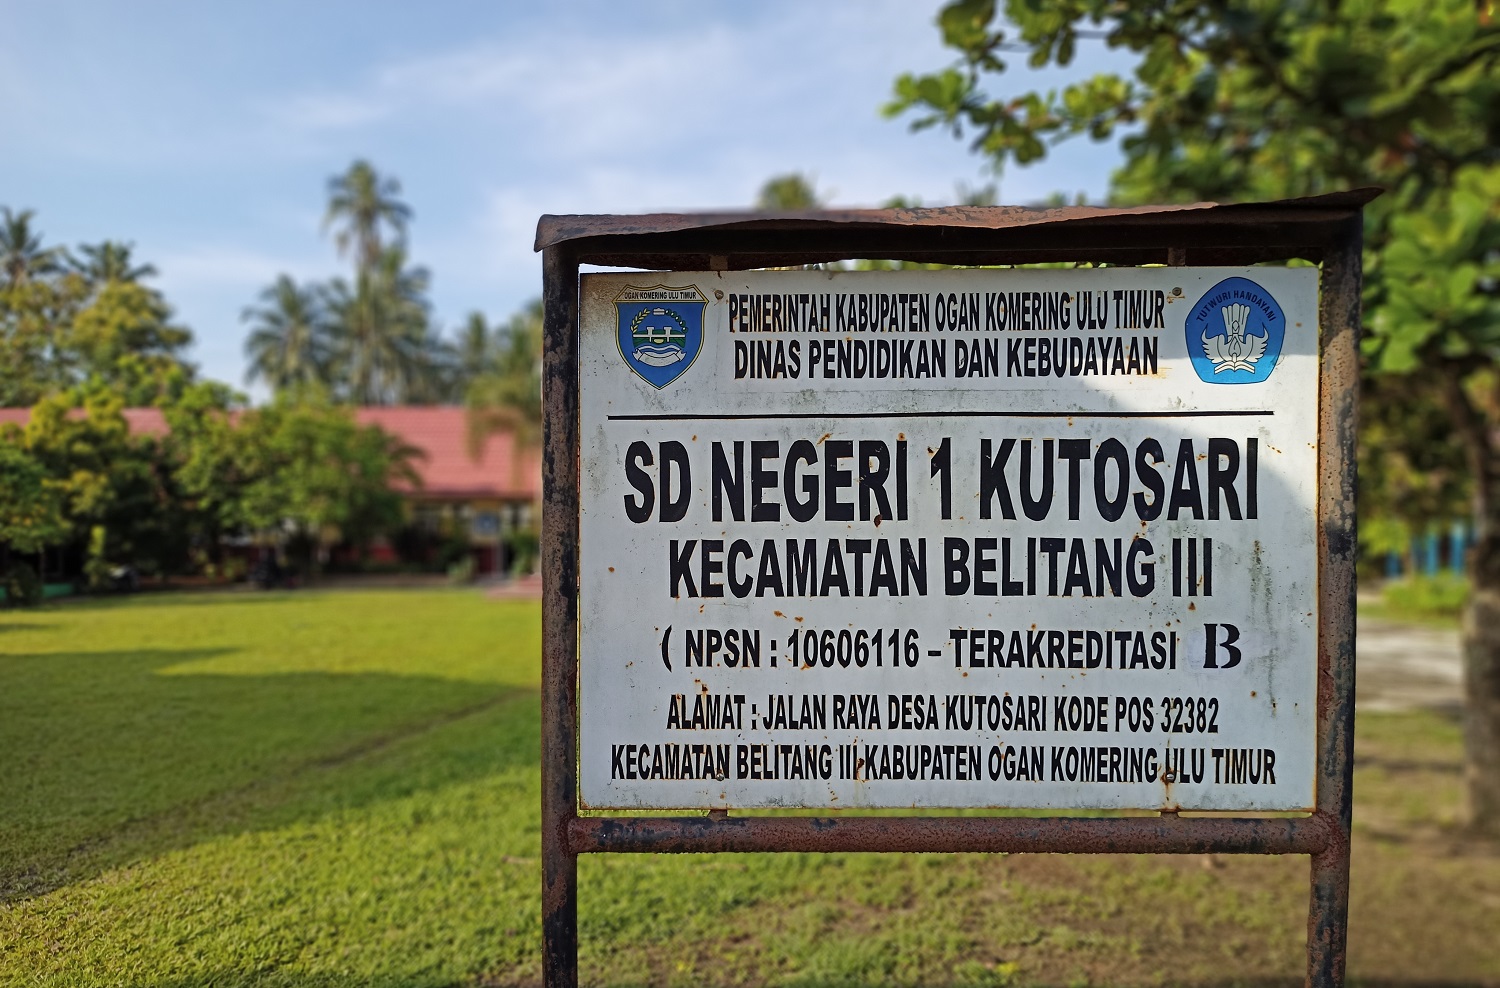 OGAN KOMERING ULU TIMUR
PEMERINTAH KABUPATEN OGAN KOMERING ULU TIMUR
DINAS PENDIDIKAN DAN KEBUDAYAAN
TUTWURI HANDAYANI
SD NEGERI 1 KUTOSARI
KECAMATAN BELITANG III
( NPSN : 10606116 – TERAKREDITASI B
ALAMAT : JALAN RAYA DESA KUTOSARI KODE POS 32382
KECAMATAN BELITANG III KABUPATEN OGAN KOMERING ULU TIMUR